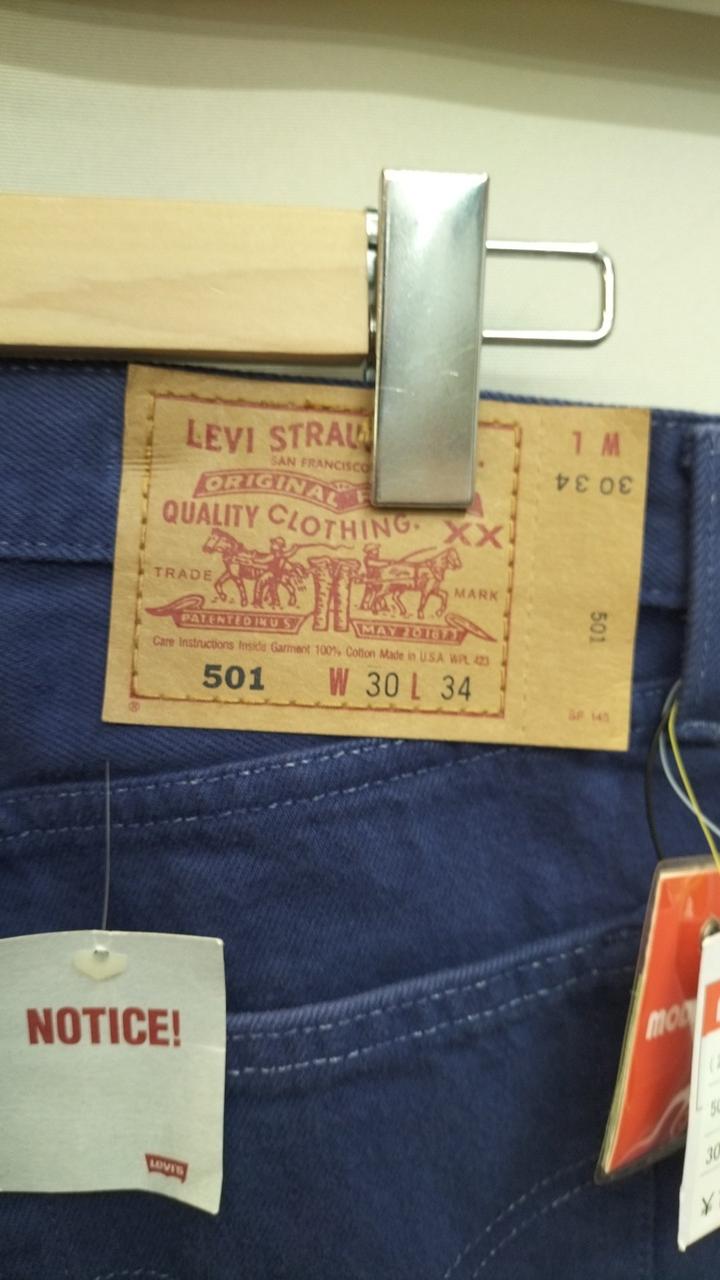 LEVI STRAU
SAN FRANCISCO
ORIGINAL
QUALITY CLOTHING.
XX
TRADE MARK
PATENTED IN U S MAY 20 1873
Care Instructions Inside Garment 100% Cotton Made in U.S.A. WPL 423
501 W 30 L 34
®
W L
30 34
501
SF 145
NOTICE!
LEVI'S
30